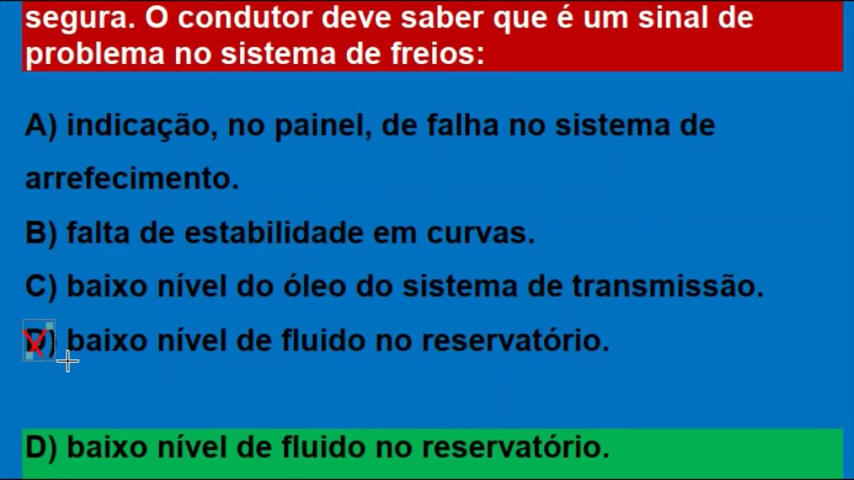 segura. O condutor deve saber que é um sinal de
problema no sistema de freios:
A) indicação, no painel, de falha no sistema de
arrefecimento.
B) falta de estabilidade em curvas.
C) baixo nível do óleo do sistema de transmissão.
D) baixo nível de fluido no reservatório.
D) baixo nível de fluido no reservatório.